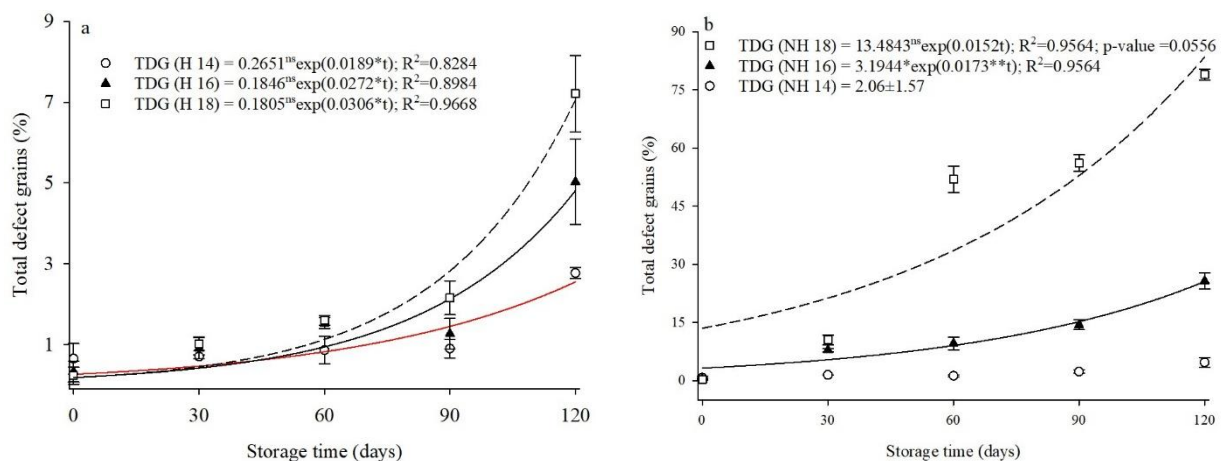 a
TDG (H 14) = 0.2651ⁿˢexp(0.0189*t); R²=0.8284
TDG (H 16) = 0.1846ⁿˢexp(0.0272*t); R²=0.8984
TDG (H 18) = 0.1805ⁿˢexp(0.0306*t); R²=0.9668
Total defect grains (%)
9
7
5
3
1
0
30
60
90
120
Storage time (days)
b
TDG (NH 18) = 13.4843ⁿˢexp(0.0152t); R²=0.9564; p-value =0.0556
TDG (NH 16) = 3.1944*exp(0.0173**t); R²=0.9564
TDG (NH 14) = 2.06±1.57
Total defect grains (%)
90
75
60
45
30
15
0
0
30
60
90
120
Storage time (days)